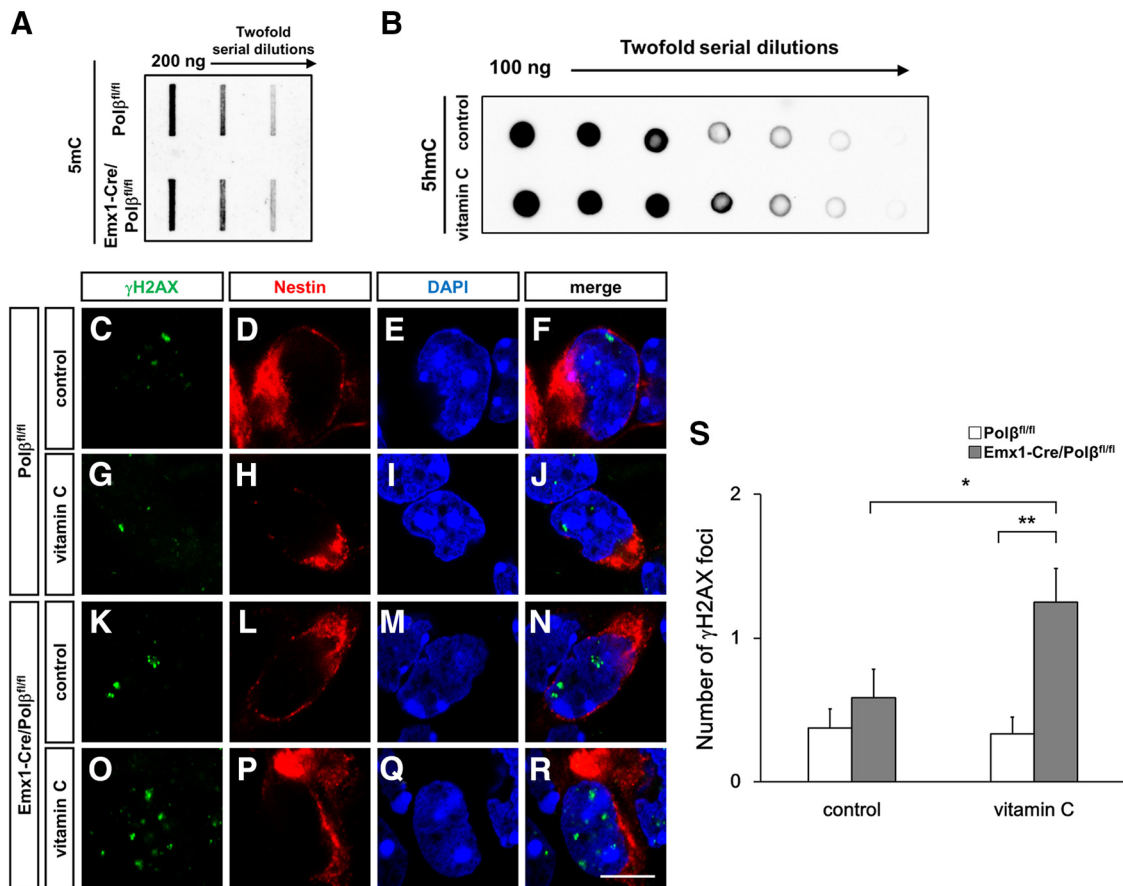 A
Twofold
serial dilutions
200 ng
5mC
Polβfl/fl
Emx1-Cre/
Polβfl/fl
B
Twofold serial dilutions
100 ng
5hmC
control
vitamin C
γH2AX
Nestin
DAPI
merge
Polβfl/fl
control
C
D
E
F
vitamin C
G
H
I
J
Emx1-Cre/Polβfl/fl
control
K
L
M
N
vitamin C
O
P
Q
R
S
Polβfl/fl
Emx1-Cre/Polβfl/fl
Number of γH2AX foci
2
1
0
*
**
control
vitamin C